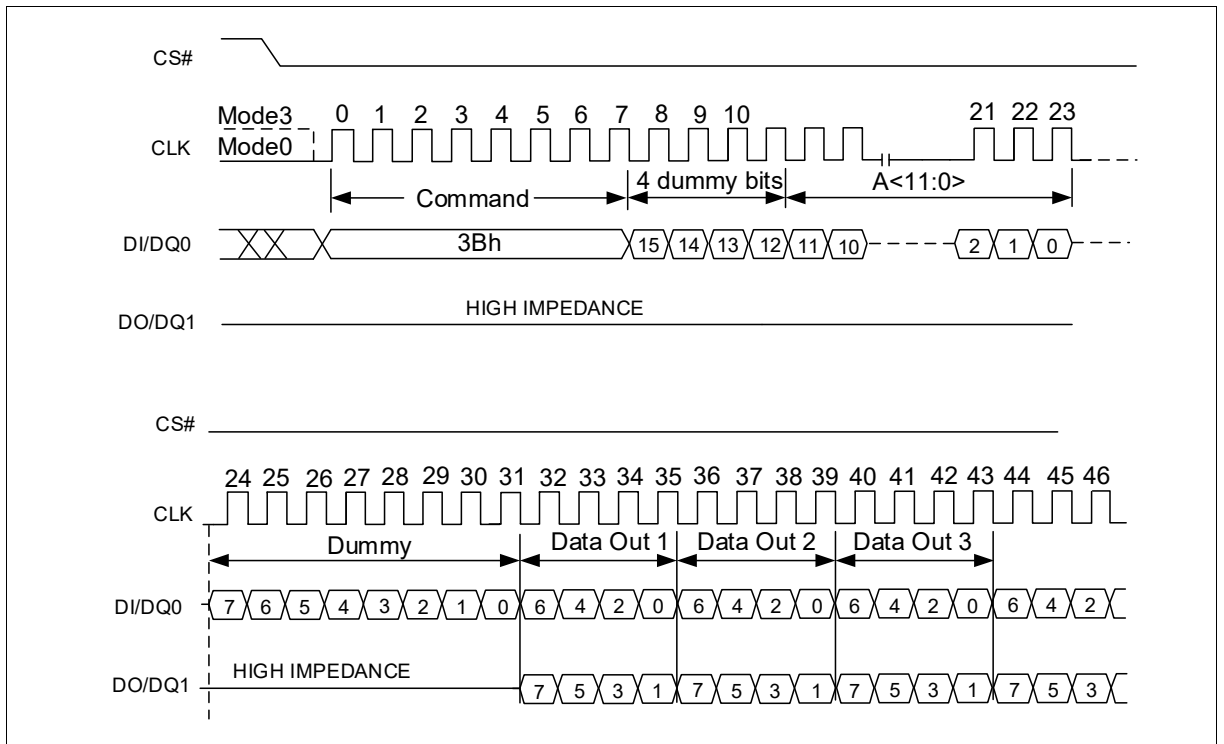 CS#
Mode3
0 1 2 3 4 5 6 7 8 9 10 21 22 23
CLK
Mode0
Command
4 dummy bits
A<11:0>
DI/DQ0
3Bh
15 14 13 12 11 10 2 1 0
HIGH IMPEDANCE
DO/DQ1
CS#
24 25 26 27 28 29 30 31 32 33 34 35 36 37 38 39 40 41 42 43 44 45 46
CLK
Dummy
Data Out 1
Data Out 2
Data Out 3
DI/DQ0
7 6 5 4 3 2 1 0 6 4 2 0 6 4 2 0 6 4 2 0 6 4 2
HIGH IMPEDANCE
DO/DQ1
7 5 3 1 7 5 3 1 7 5 3 1 7 5 3